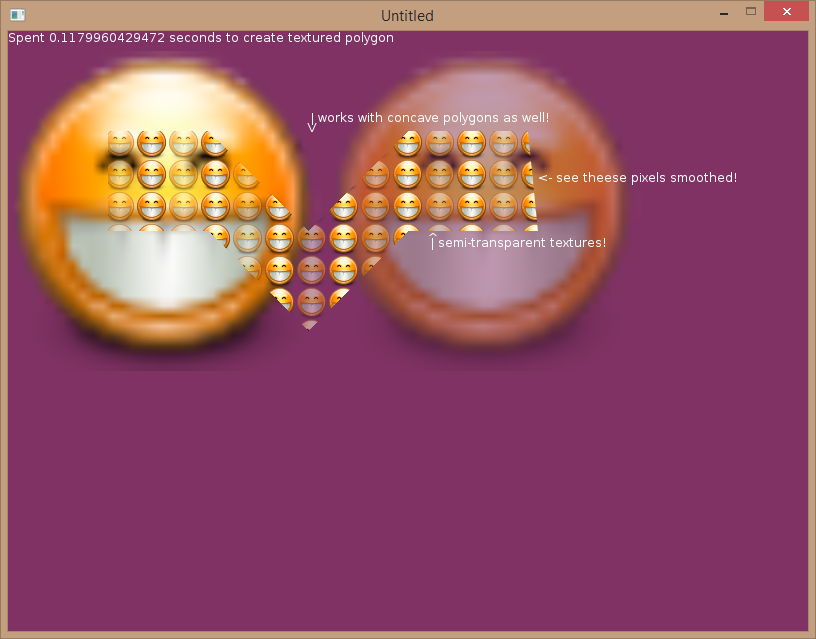 Untitled
Spent 0.1179960429472 seconds to create textured polygon
works with concave polygons as well!
<- see theese pixels smoothed!
semi-transparent textures!